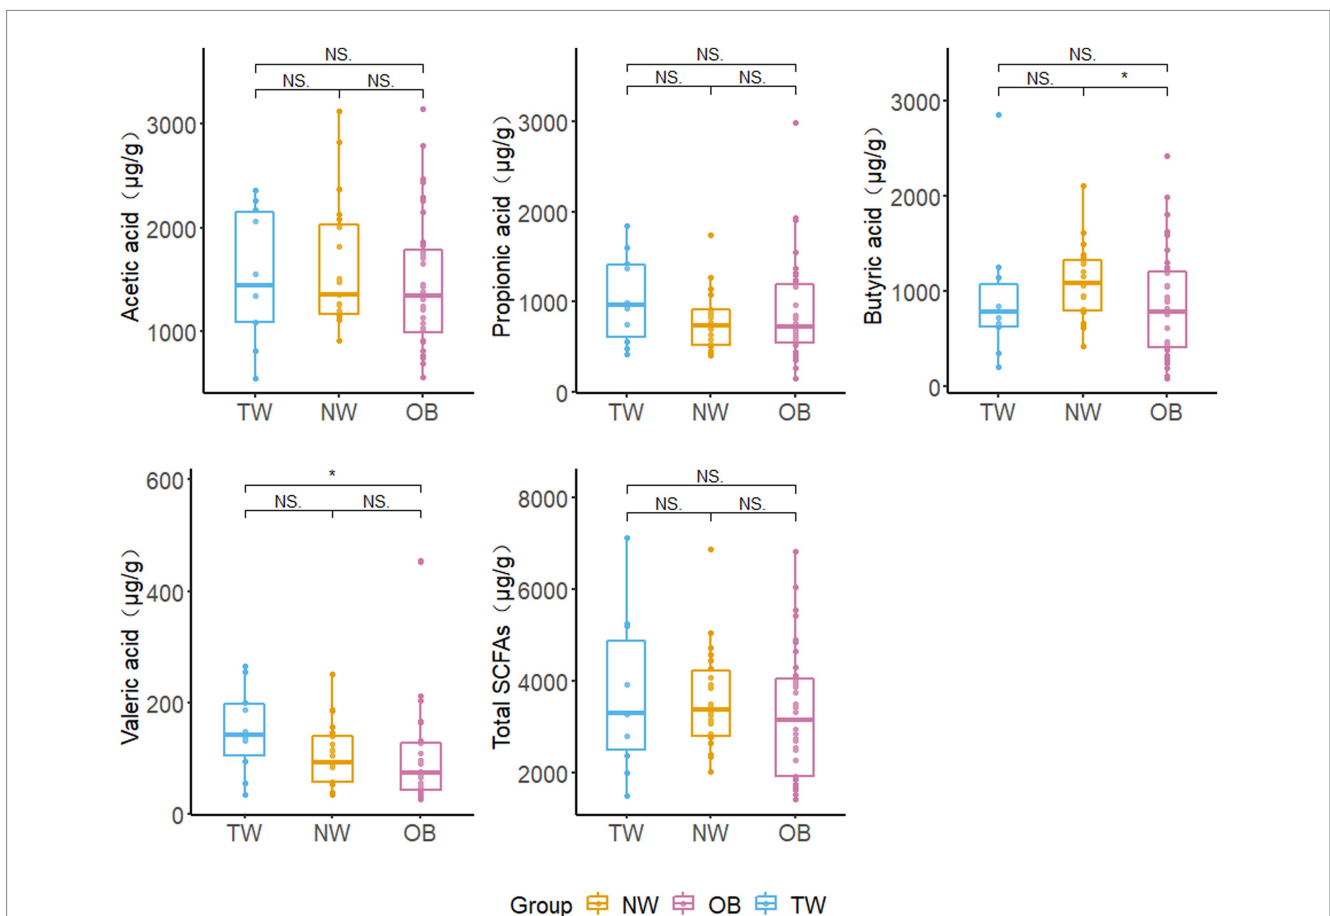 NS.
NS. NS.
Acetic acid（μg/g）
3000
2000
1000
TW NW OB
NS.
NS. NS.
Propionic acid（μg/g）
3000
2000
1000
0
TW NW OB
NS.
NS. *
Butyric acid（μg/g）
3000
2000
1000
0
TW NW OB
*
NS. NS.
Valeric acid（μg/g）
600
400
200
0
TW NW OB
NS.
NS. NS.
Total SCFAs（μg/g）
8000
6000
4000
2000
TW NW OB
Group NW OB TW